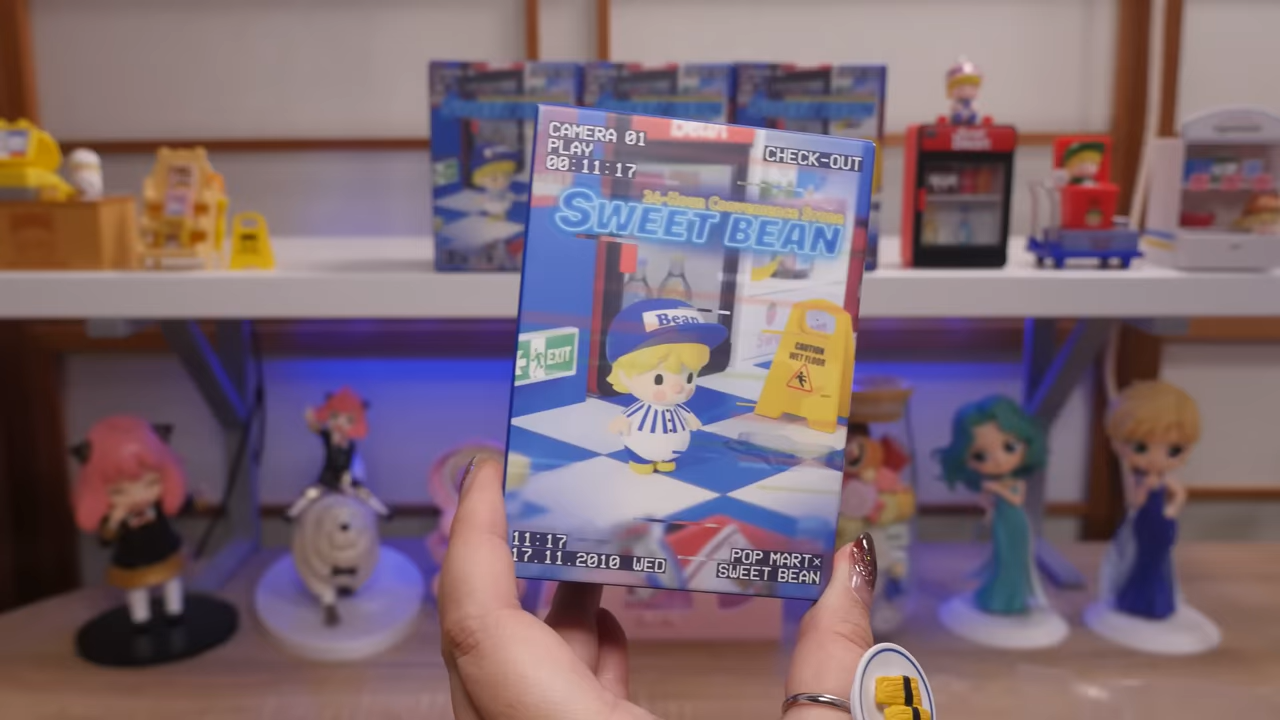 CAMERA 01
PLAY
00:11:17
CHECK-OUT
24-Hour Convenience Store
SWEET BEAN
Bean
EXIT
CAUTION
WET FLOOR
11:17
17.11.2010 WED
POP MART×
SWEET BEAN